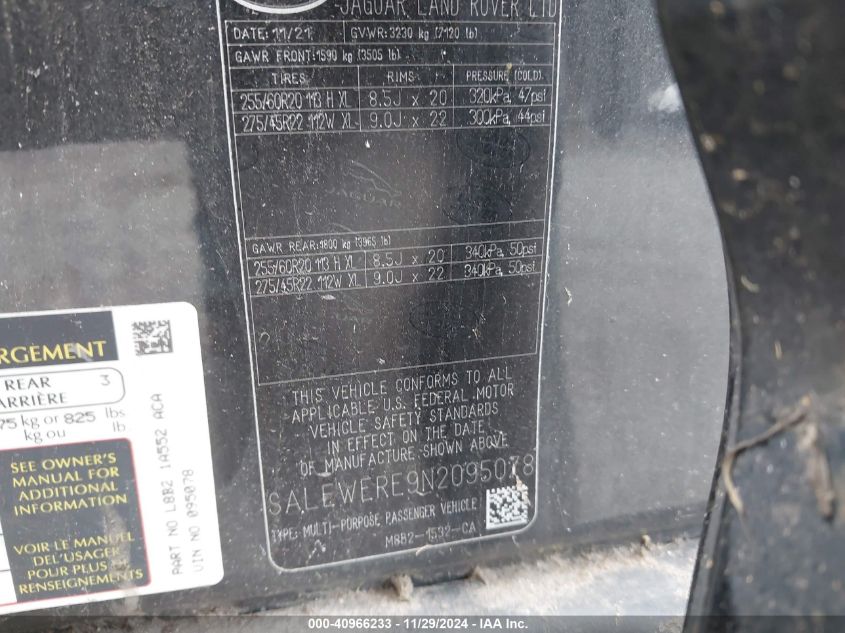 JAGUAR LAND ROVER LTD
DATE: 11/21 GVWR: 3230 kg (7120 lb)
GAWR FRONT:1590 kg (3505 lb)
TIRES RIMS PRESSURE (COLD)
255/60R20 113 H XL 8.5J x 20 320kPa, 47psi
275/45R22 112W XL 9.0J x 22 300kPa, 44psi
JAGUAR
GAWR REAR:1800 kg (3965 lb)
255/60R20 113 H XL 8.5J x 20 340kPa, 50psi
275/45R22 112W XL 9.0J x 22 340kPa, 50psi
THIS VEHICLE CONFORMS TO ALL
APPLICABLE U.S. FEDERAL MOTOR
VEHICLE SAFETY STANDARDS
IN EFFECT ON THE DATE
OF MANUFACTURE SHOWN ABOVE
SALEWERE9N2095078
TYPE: MULTI-PURPOSE PASSENGER VEHICLE
M8B2-1532-CA
RGEMENT
REAR 3
ARRIÈRE
75 kg or 825 lbs
kg ou lb
SEE OWNER'S
MANUAL FOR
ADDITIONAL
INFORMATION
VOIR LE MANUEL
DEL'USAGER
POUR PLUS DE
RENSEIGNEMENTS
PART NO L8B2 1A552 ACA
VIN NO 095078
000-40966233 - 11/29/2024 - IAA Inc.